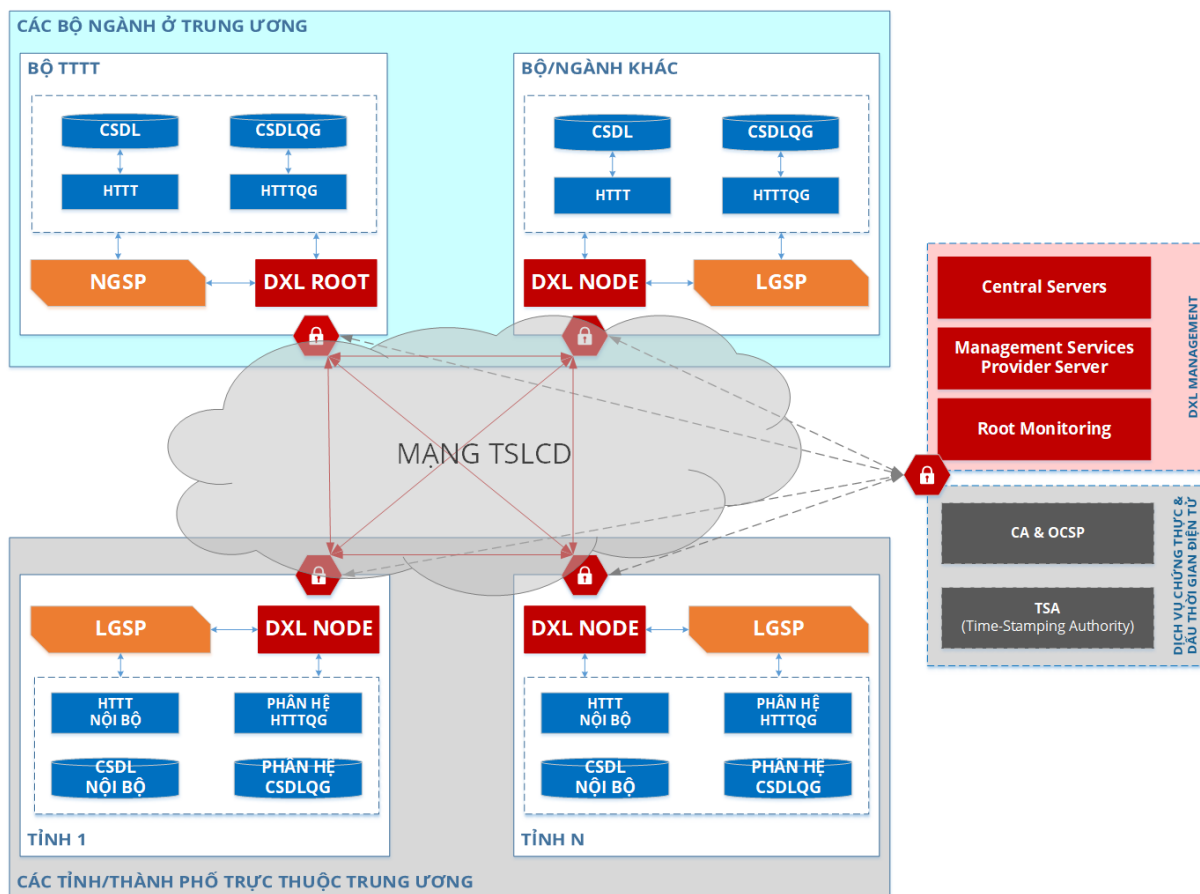 CÁC BỘ NGÀNH Ở TRUNG ƯƠNG
BỘ TTTT
CSDL
CSDLQG
HTTT
HTTTQG
NGSP
DXL ROOT
BỘ/NGÀNH KHÁC
CSDL
CSDLQG
HTTT
HTTTQG
DXL NODE
LGSP
MẠNG TSLCD
Central Servers
Management Services
Provider Server
Root Monitoring
DXL MANAGEMENT
CA & OCSP
TSA
(Time-Stamping Authority)
DỊCH VỤ CHỨNG THỰC &
DẤU THỜI GIAN ĐIỆN TỬ
LGSP
DXL NODE
HTTT
NỘI BỘ
PHÂN HỆ
HTTTQG
CSDL
NỘI BỘ
PHÂN HỆ
CSDLQG
TỈNH 1
DXL NODE
LGSP
HTTT
NỘI BỘ
PHÂN HỆ
HTTTQG
CSDL
NỘI BỘ
PHÂN HỆ
CSDLQG
TỈNH N
CÁC TỈNH/THÀNH PHỐ TRỰC THUỘC TRUNG ƯƠNG